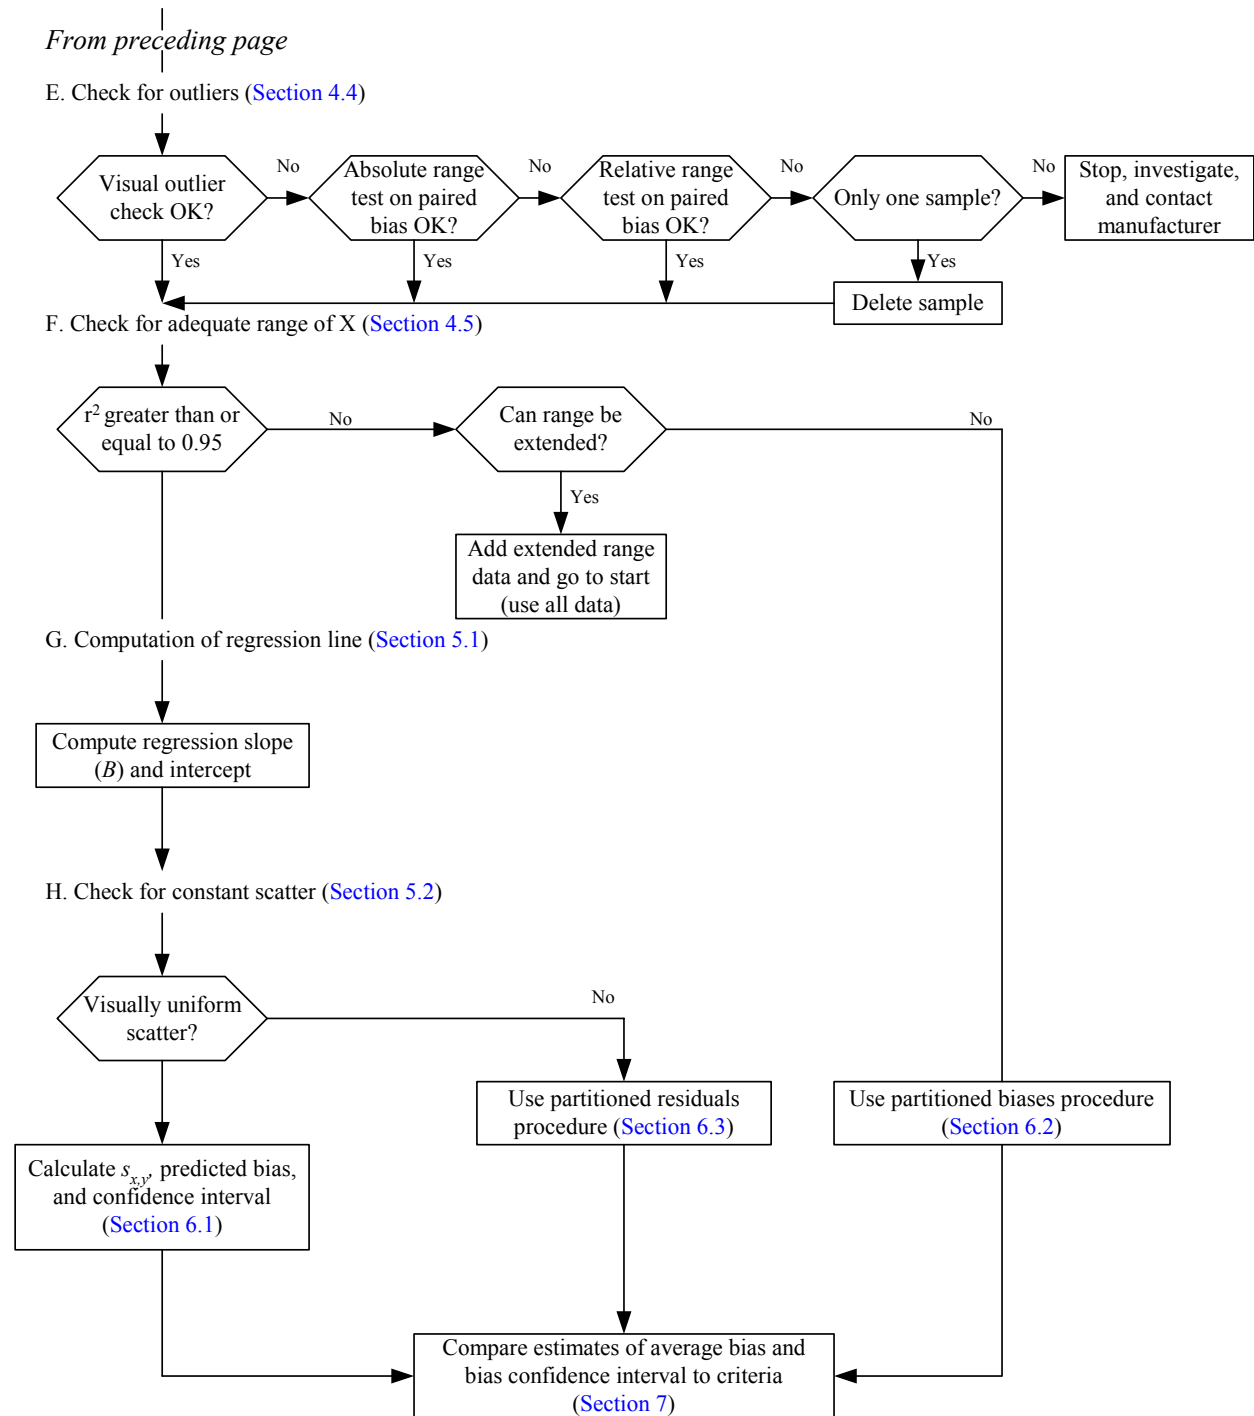 From preceding page
E. Check for outliers (Section 4.4)
Visual outlier
check OK?
No
Absolute range
test on paired
bias OK?
No
Relative range
test on paired
bias OK?
No
Only one sample?
No
Stop, investigate,
and contact
manufacturer
Yes
Yes
Yes
Yes
Delete sample
F. Check for adequate range of X (Section 4.5)
r² greater than or
equal to 0.95
No
Can range be
extended?
No
Yes
Add extended range
data and go to start
(use all data)
G. Computation of regression line (Section 5.1)
Compute regression slope
(B) and intercept
H. Check for constant scatter (Section 5.2)
Visually uniform
scatter?
No
Use partitioned residuals
procedure (Section 6.3)
Use partitioned biases procedure
(Section 6.2)
Calculate sx,y, predicted bias,
and confidence interval
(Section 6.1)
Compare estimates of average bias and
bias confidence interval to criteria
(Section 7)